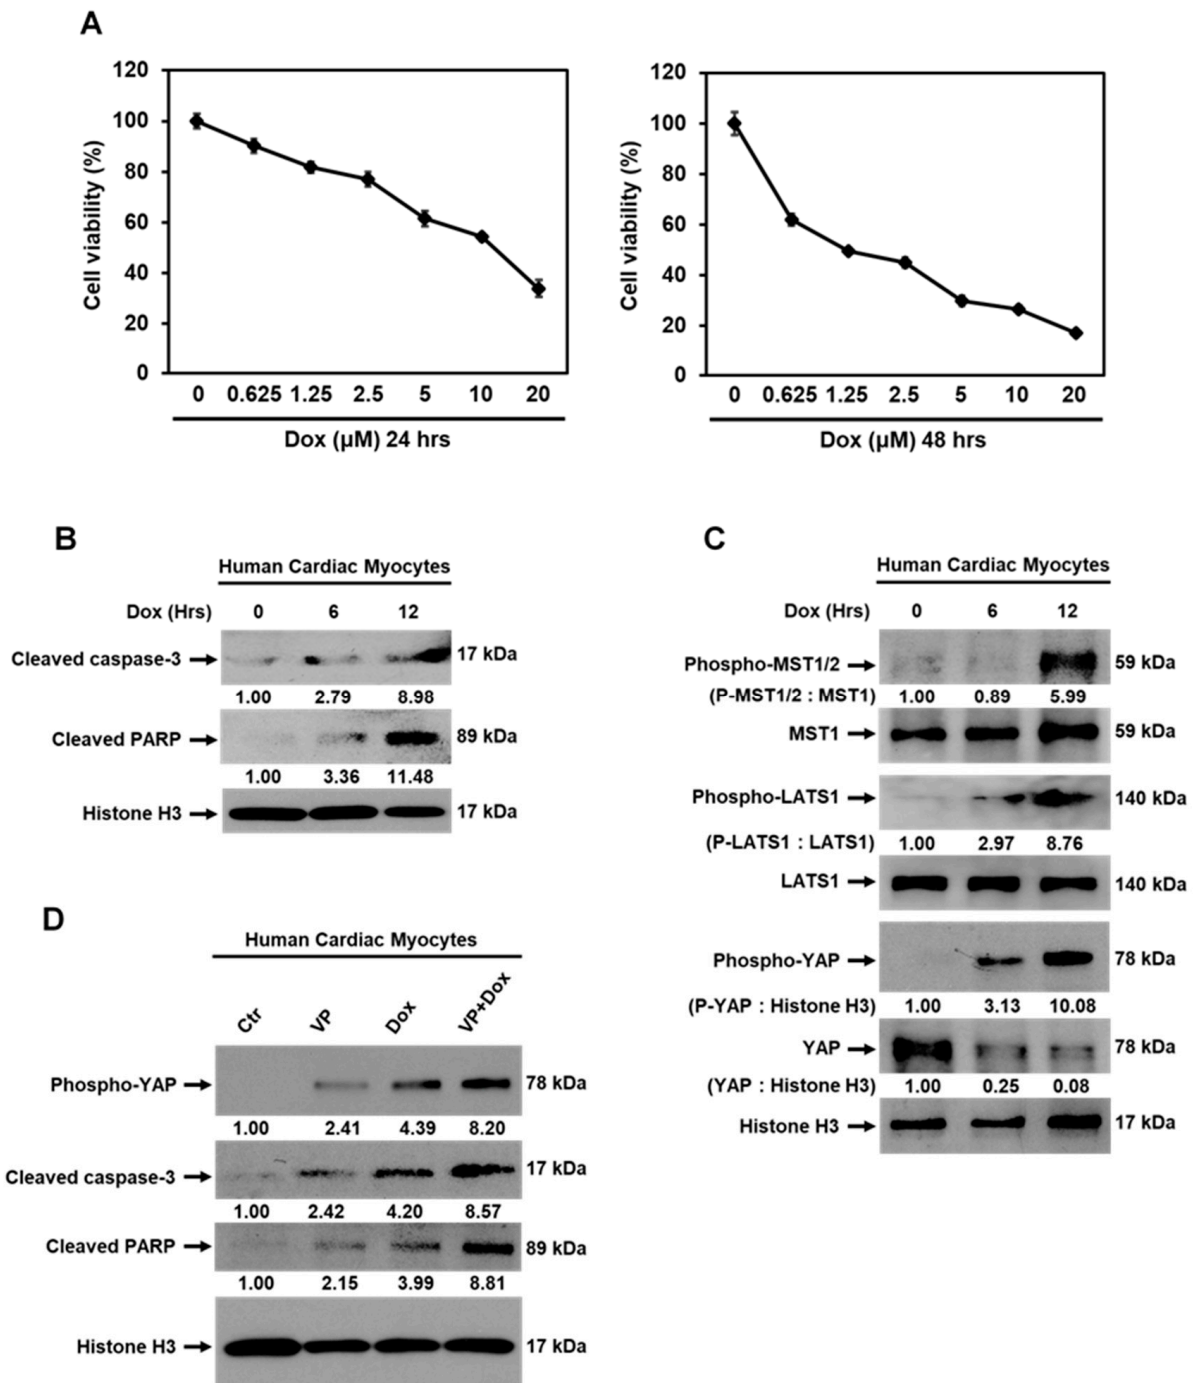 A
120
100
80
60
40
20
0
Cell viability (%)
0 0.625 1.25 2.5 5 10 20
Dox (µM) 24 hrs
120
100
80
60
40
20
0
Cell viability (%)
0 0.625 1.25 2.5 5 10 20
Dox (µM) 48 hrs
B
Human Cardiac Myocytes
Dox (Hrs) 0 6 12
Cleaved caspase-3 17 kDa
1.00 2.79 8.98
Cleaved PARP 89 kDa
1.00 3.36 11.48
Histone H3 17 kDa
C
Human Cardiac Myocytes
Dox (Hrs) 0 6 12
Phospho-MST1/2 59 kDa
(P-MST1/2 : MST1) 1.00 0.89 5.99
MST1 59 kDa
Phospho-LATS1 140 kDa
(P-LATS1 : LATS1) 1.00 2.97 8.76
LATS1 140 kDa
Phospho-YAP 78 kDa
(P-YAP : Histone H3) 1.00 3.13 10.08
YAP 78 kDa
(YAP : Histone H3) 1.00 0.25 0.08
Histone H3 17 kDa
D
Human Cardiac Myocytes
Ctr VP Dox VP+Dox
Phospho-YAP 78 kDa
1.00 2.41 4.39 8.20
Cleaved caspase-3 17 kDa
1.00 2.42 4.20 8.57
Cleaved PARP 89 kDa
1.00 2.15 3.99 8.81
Histone H3 17 kDa